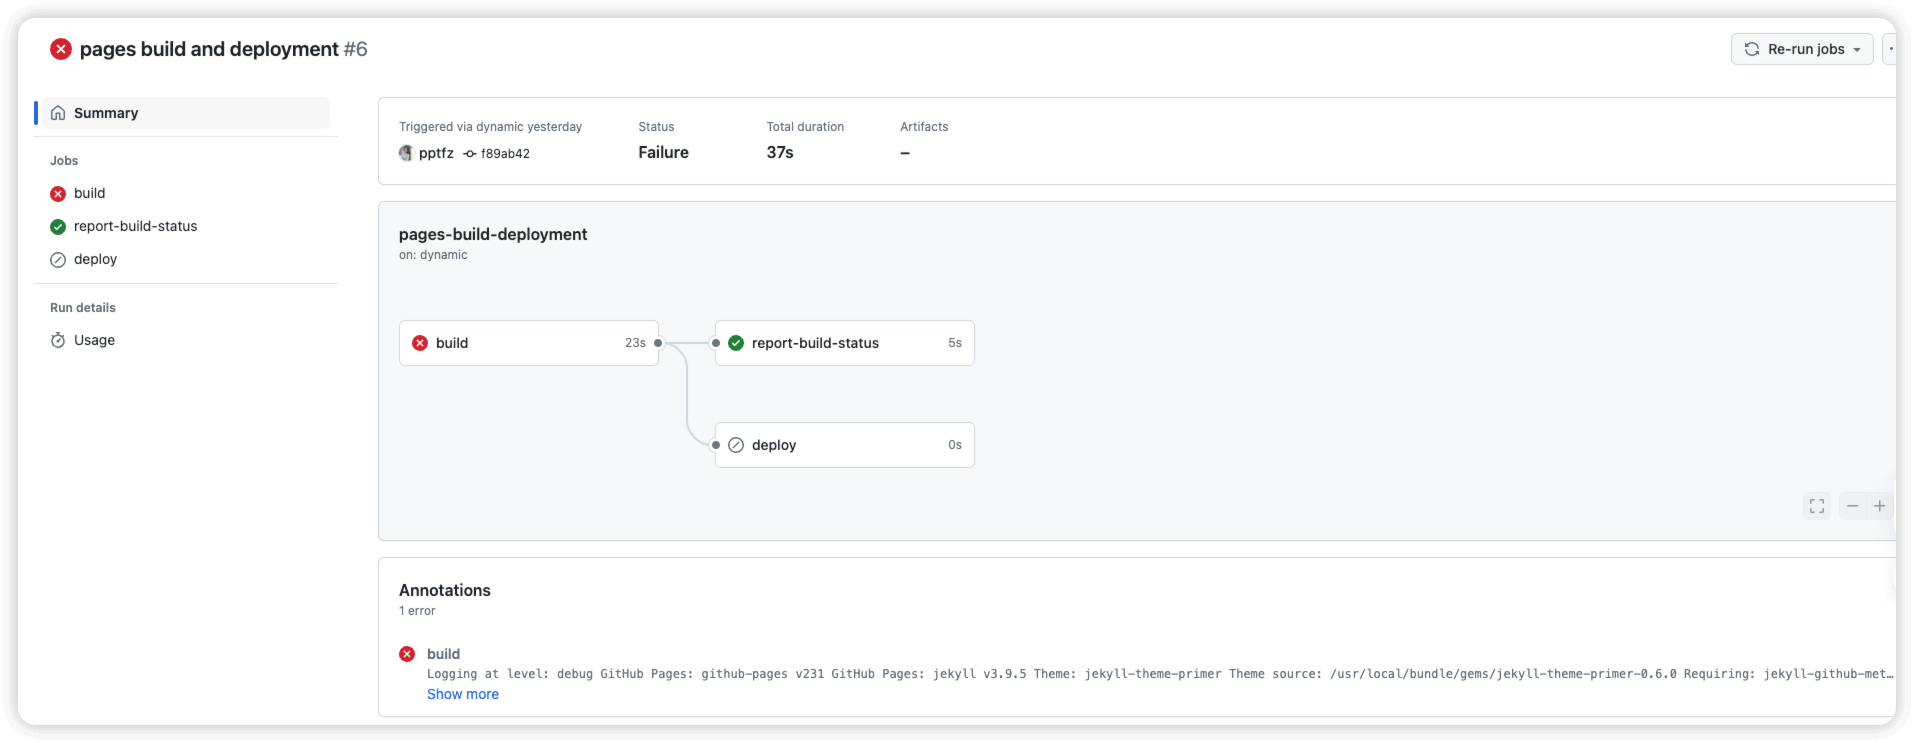 pages build and deployment #6
Re-run jobs
Summary
Jobs
build
report-build-status
deploy
Run details
Usage
Triggered via dynamic yesterday
pptfz f89ab42
Status
Failure
Total duration
37s
Artifacts
–
pages-build-deployment
on: dynamic
build 23s
report-build-status 5s
deploy 0s
Annotations
1 error
build
Logging at level: debug GitHub Pages: github-pages v231 GitHub Pages: jekyll v3.9.5 Theme: jekyll-theme-primer Theme source: /usr/local/bundle/gems/jekyll-theme-primer-0.6.0 Requiring: jekyll-github-met…
Show more